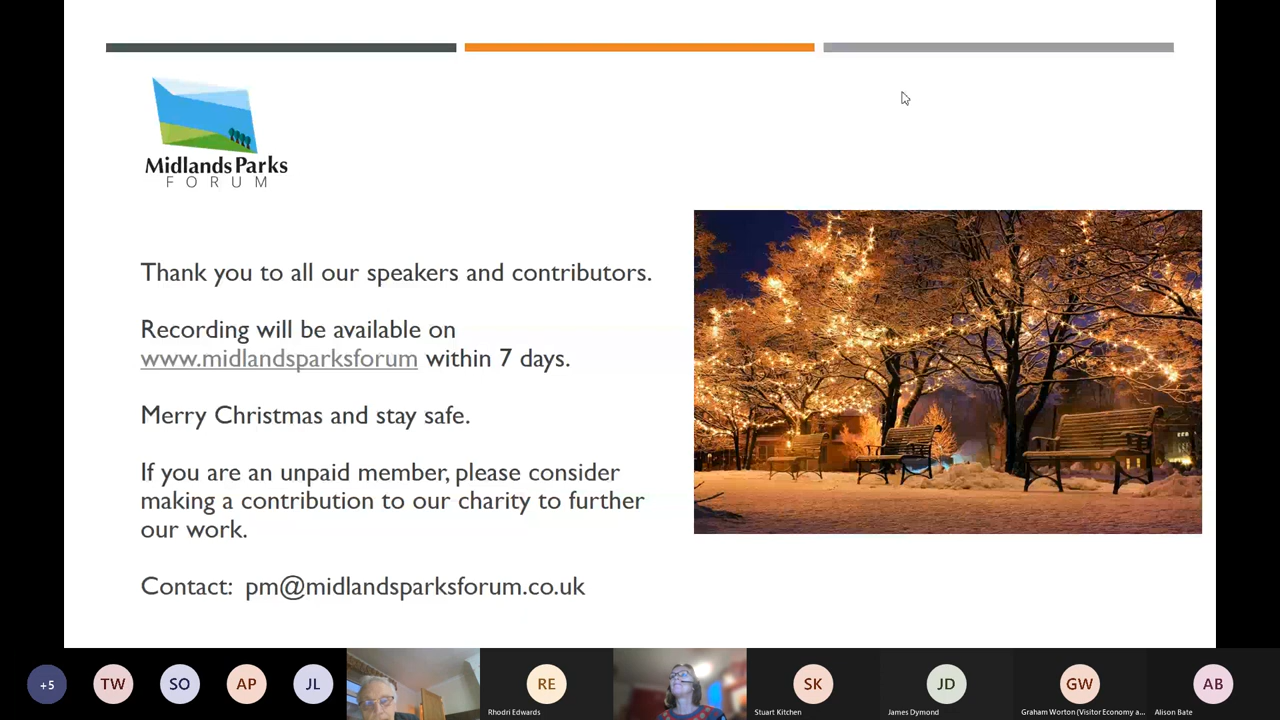 Midlands Parks
FORUM
Thank you to all our speakers and contributors.
Recording will be available on
www.midlandsparksforum within 7 days.
Merry Christmas and stay safe.
If you are an unpaid member, please consider
making a contribution to our charity to further
our work.
Contact: pm@midlandsparksforum.co.uk
+5
TW
SO
AP
JL
RE
Rhodri Edwards
SK
Stuart Kitchen
JD
James Dymond
GW
Graham Worton (Visitor Economy a...
AB
Alison Bate